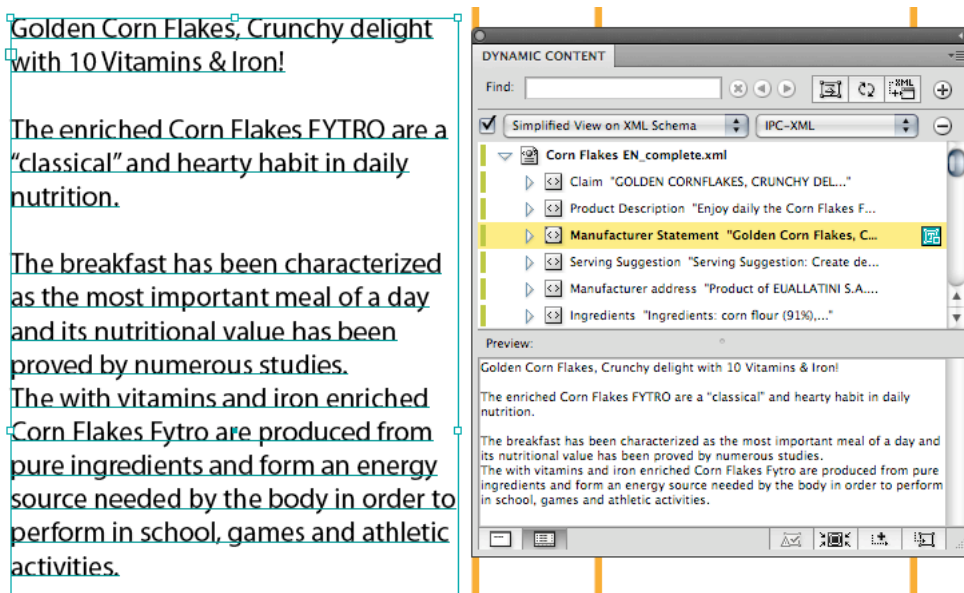 Golden Corn Flakes, Crunchy delight
with 10 Vitamins & Iron!
The enriched Corn Flakes FYTRO are a
“classical” and hearty habit in daily
nutrition.
The breakfast has been characterized
as the most important meal of a day
and its nutritional value has been
proved by numerous studies.
The with vitamins and iron enriched
Corn Flakes Fytro are produced from
pure ingredients and form an energy
source needed by the body in order to
perform in school, games and athletic
activities.
DYNAMIC CONTENT
Find:
XML
Simplified View on XML Schema
IPC-XML
Corn Flakes EN_complete.xml
Claim "GOLDEN CORNFLAKES, CRUNCHY DEL..."
Product Description "Enjoy daily the Corn Flakes F...
Manufacturer Statement "Golden Corn Flakes, C...
Serving Suggestion "Serving Suggestion: Create de...
Manufacturer address "Product of EUALLATINI S.A....
Ingredients "Ingredients: corn flour (91%),..."
Preview:
Golden Corn Flakes, Crunchy delight with 10 Vitamins & Iron!
The enriched Corn Flakes FYTRO are a “classical” and hearty habit in daily
nutrition.
The breakfast has been characterized as the most important meal of a day and
its nutritional value has been proved by numerous studies.
The with vitamins and iron enriched Corn Flakes Fytro are produced from pure
ingredients and form an energy source needed by the body in order to perform
in school, games and athletic activities.